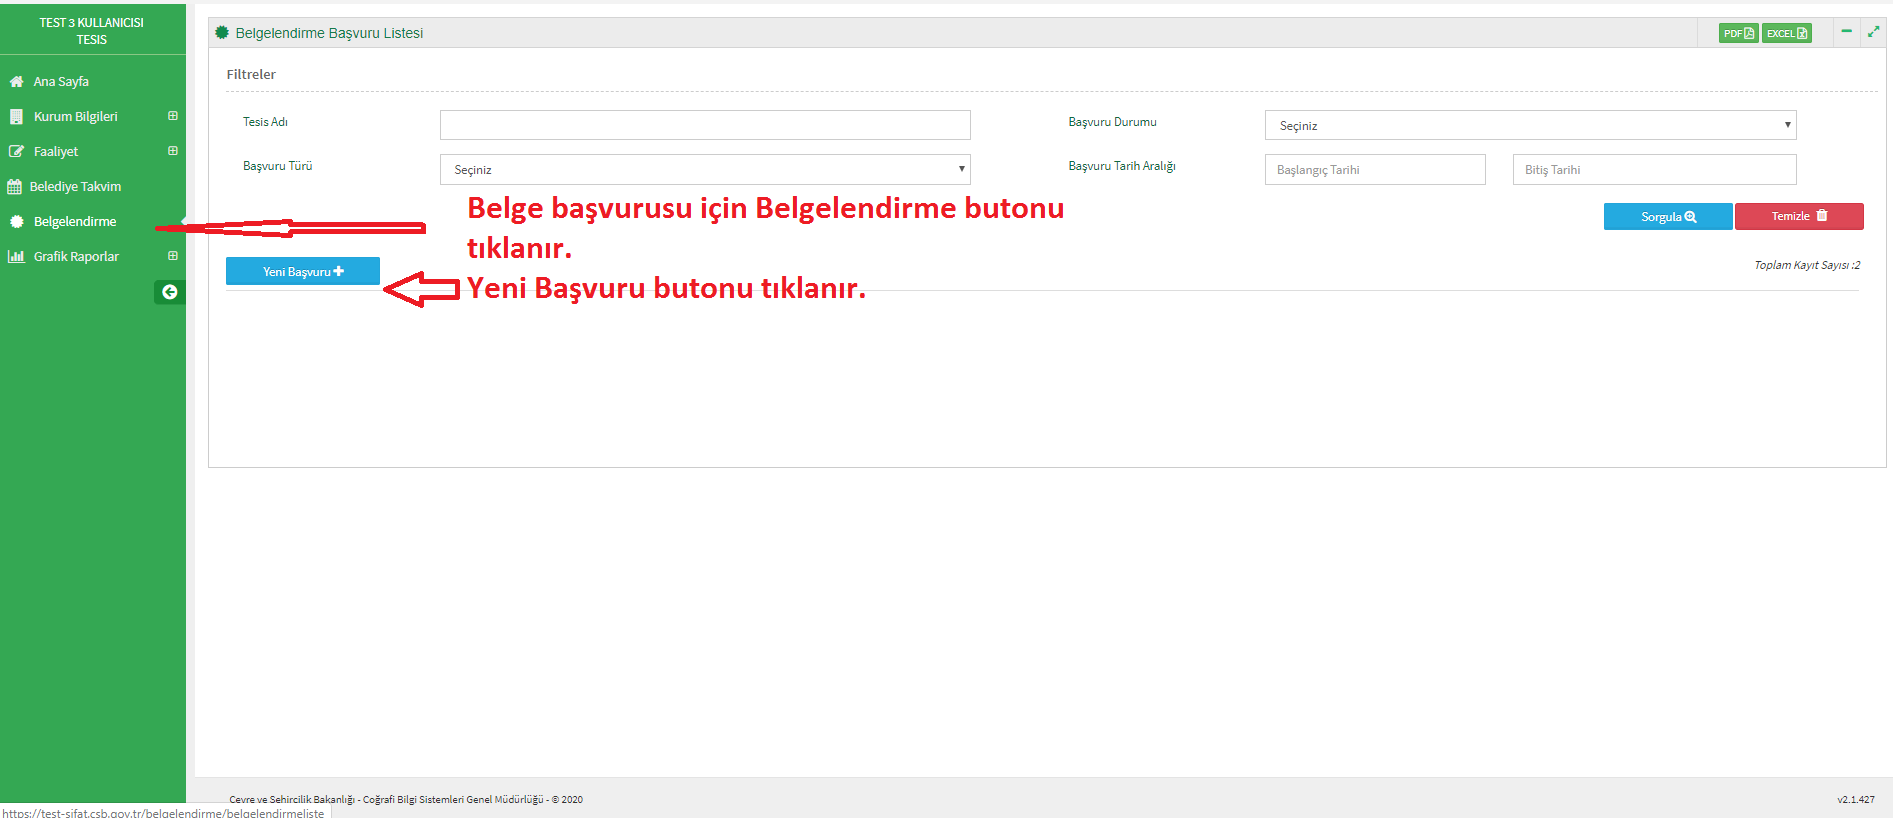 TEST 3 KULLANICISI
TESIS
Ana Sayfa
Kurum Bilgileri
Faaliyet
Belediye Takvim
Belgelendirme
Grafik Raporlar
Belgelendirme Başvuru Listesi
PDF
EXCEL
Filtreler
Tesis Adı
Başvuru Durumu
Seçiniz
Başvuru Türü
Seçiniz
Başvuru Tarih Aralığı
Başlangıç Tarihi
Bitiş Tarihi
Belge başvurusu için Belgelendirme butonu
tıklanır.
Sorgula
Temizle
Yeni Başvuru
Toplam Kayıt Sayısı :2
Yeni Başvuru butonu tıklanır.
Çevre ve Şehircilik Bakanlığı - Coğrafi Bilgi Sistemleri Genel Müdürlüğü - © 2020
v2.1.427
https://test-sifat.csb.gov.tr/belgelendirme/belgelendirmeliste